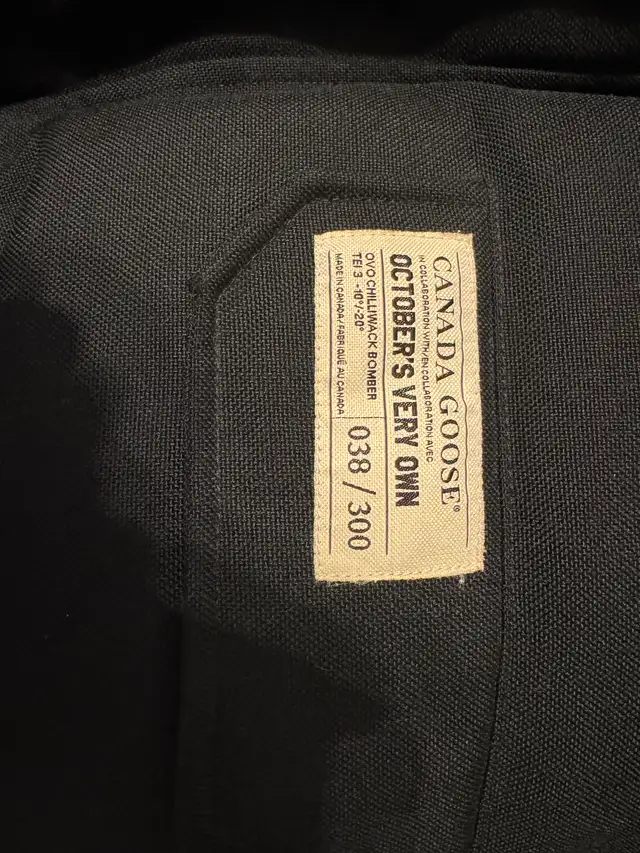 CANADA GOOSE®
IN COLLABORATION WITH/EN COLLABORATION AVEC
OCTOBER'S VERY OWN
OVO CHILLIWACK BOMBER
TEI 3 -10°/-20°
MADE IN CANADA/FABRIQUÉ AU CANADA
038 / 300